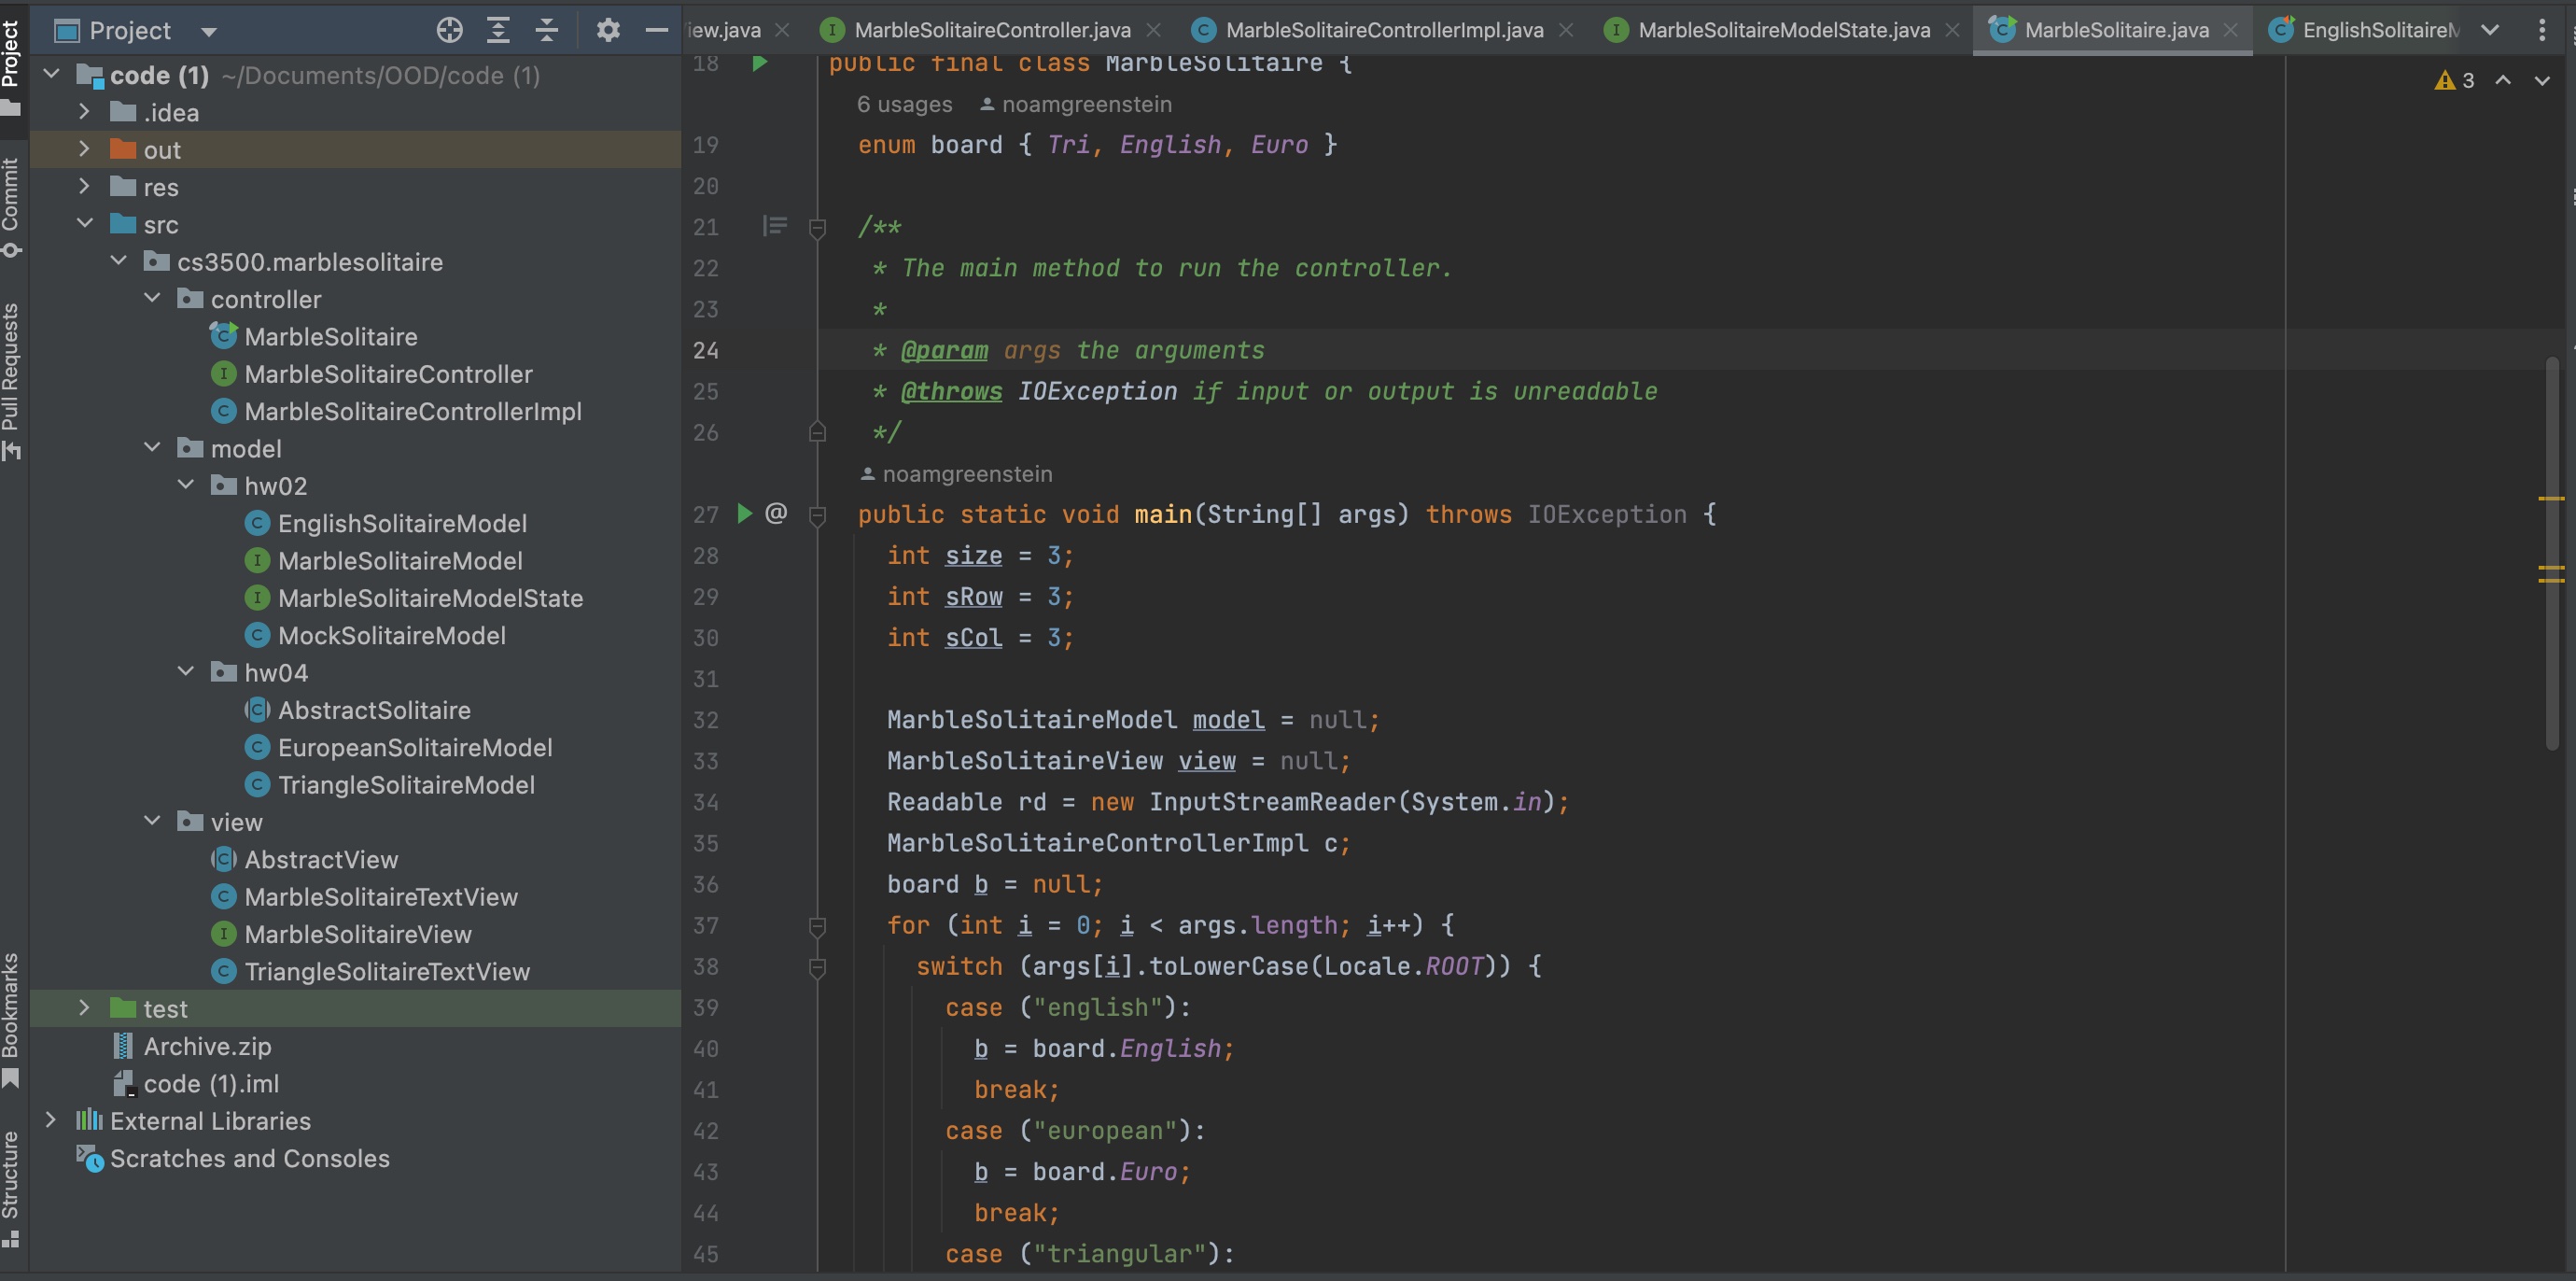 Project
iew.java
MarbleSolitaireController.java
MarbleSolitaireControllerImpl.java
MarbleSolitaireModelState.java
MarbleSolitaire.java
EnglishSolitaireM
Project
Commit
Pull Requests
Bookmarks
Structure
code (1) ~/Documents/OOD/code (1)
.idea
out
res
src
cs3500.marblesolitaire
controller
MarbleSolitaire
MarbleSolitaireController
MarbleSolitaireControllerImpl
model
hw02
EnglishSolitaireModel
MarbleSolitaireModel
MarbleSolitaireModelState
MockSolitaireModel
hw04
AbstractSolitaire
EuropeanSolitaireModel
TriangleSolitaireModel
view
AbstractView
MarbleSolitaireTextView
MarbleSolitaireView
TriangleSolitaireTextView
test
Archive.zip
code (1).iml
External Libraries
Scratches and Consoles
3
18 public final class MarbleSolitaire {
6 usages noamgreenstein
19 enum board { Tri, English, Euro }
20
21 /**
22 * The main method to run the controller.
23 *
24 * @param args the arguments
25 * @throws IOException if input or output is unreadable
26 */
noamgreenstein
27 @ public static void main(String[] args) throws IOException {
28 int size = 3;
29 int sRow = 3;
30 int sCol = 3;
31
32 MarbleSolitaireModel model = null;
33 MarbleSolitaireView view = null;
34 Readable rd = new InputStreamReader(System.in);
35 MarbleSolitaireControllerImpl c;
36 board b = null;
37 for (int i = 0; i < args.length; i++) {
38 switch (args[i].toLowerCase(Locale.ROOT)) {
39 case ("english"):
40 b = board.English;
41 break;
42 case ("european"):
43 b = board.Euro;
44 break;
45 case ("triangular"):